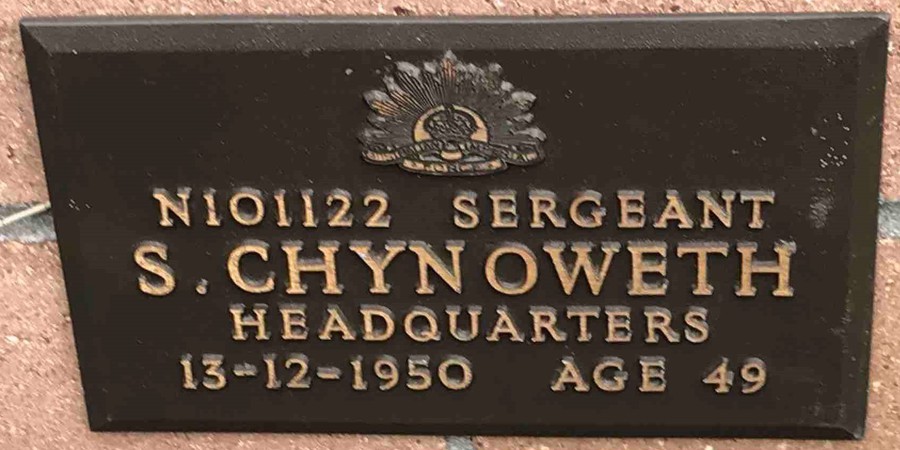 N101122 SERGEANT
S. CHYNOWETH
HEADQUARTERS
13-12-1950 AGE 49